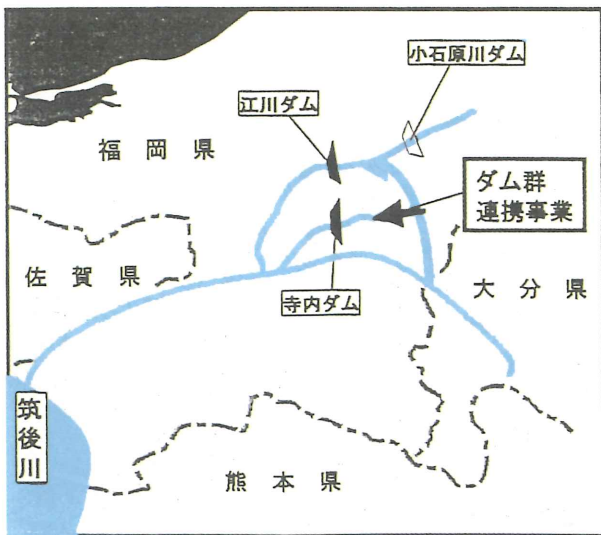 小石原川ダム
江川ダム
福岡県
ダム群
連携事業
佐賀県
大分県
寺内ダム
筑後川
熊本県